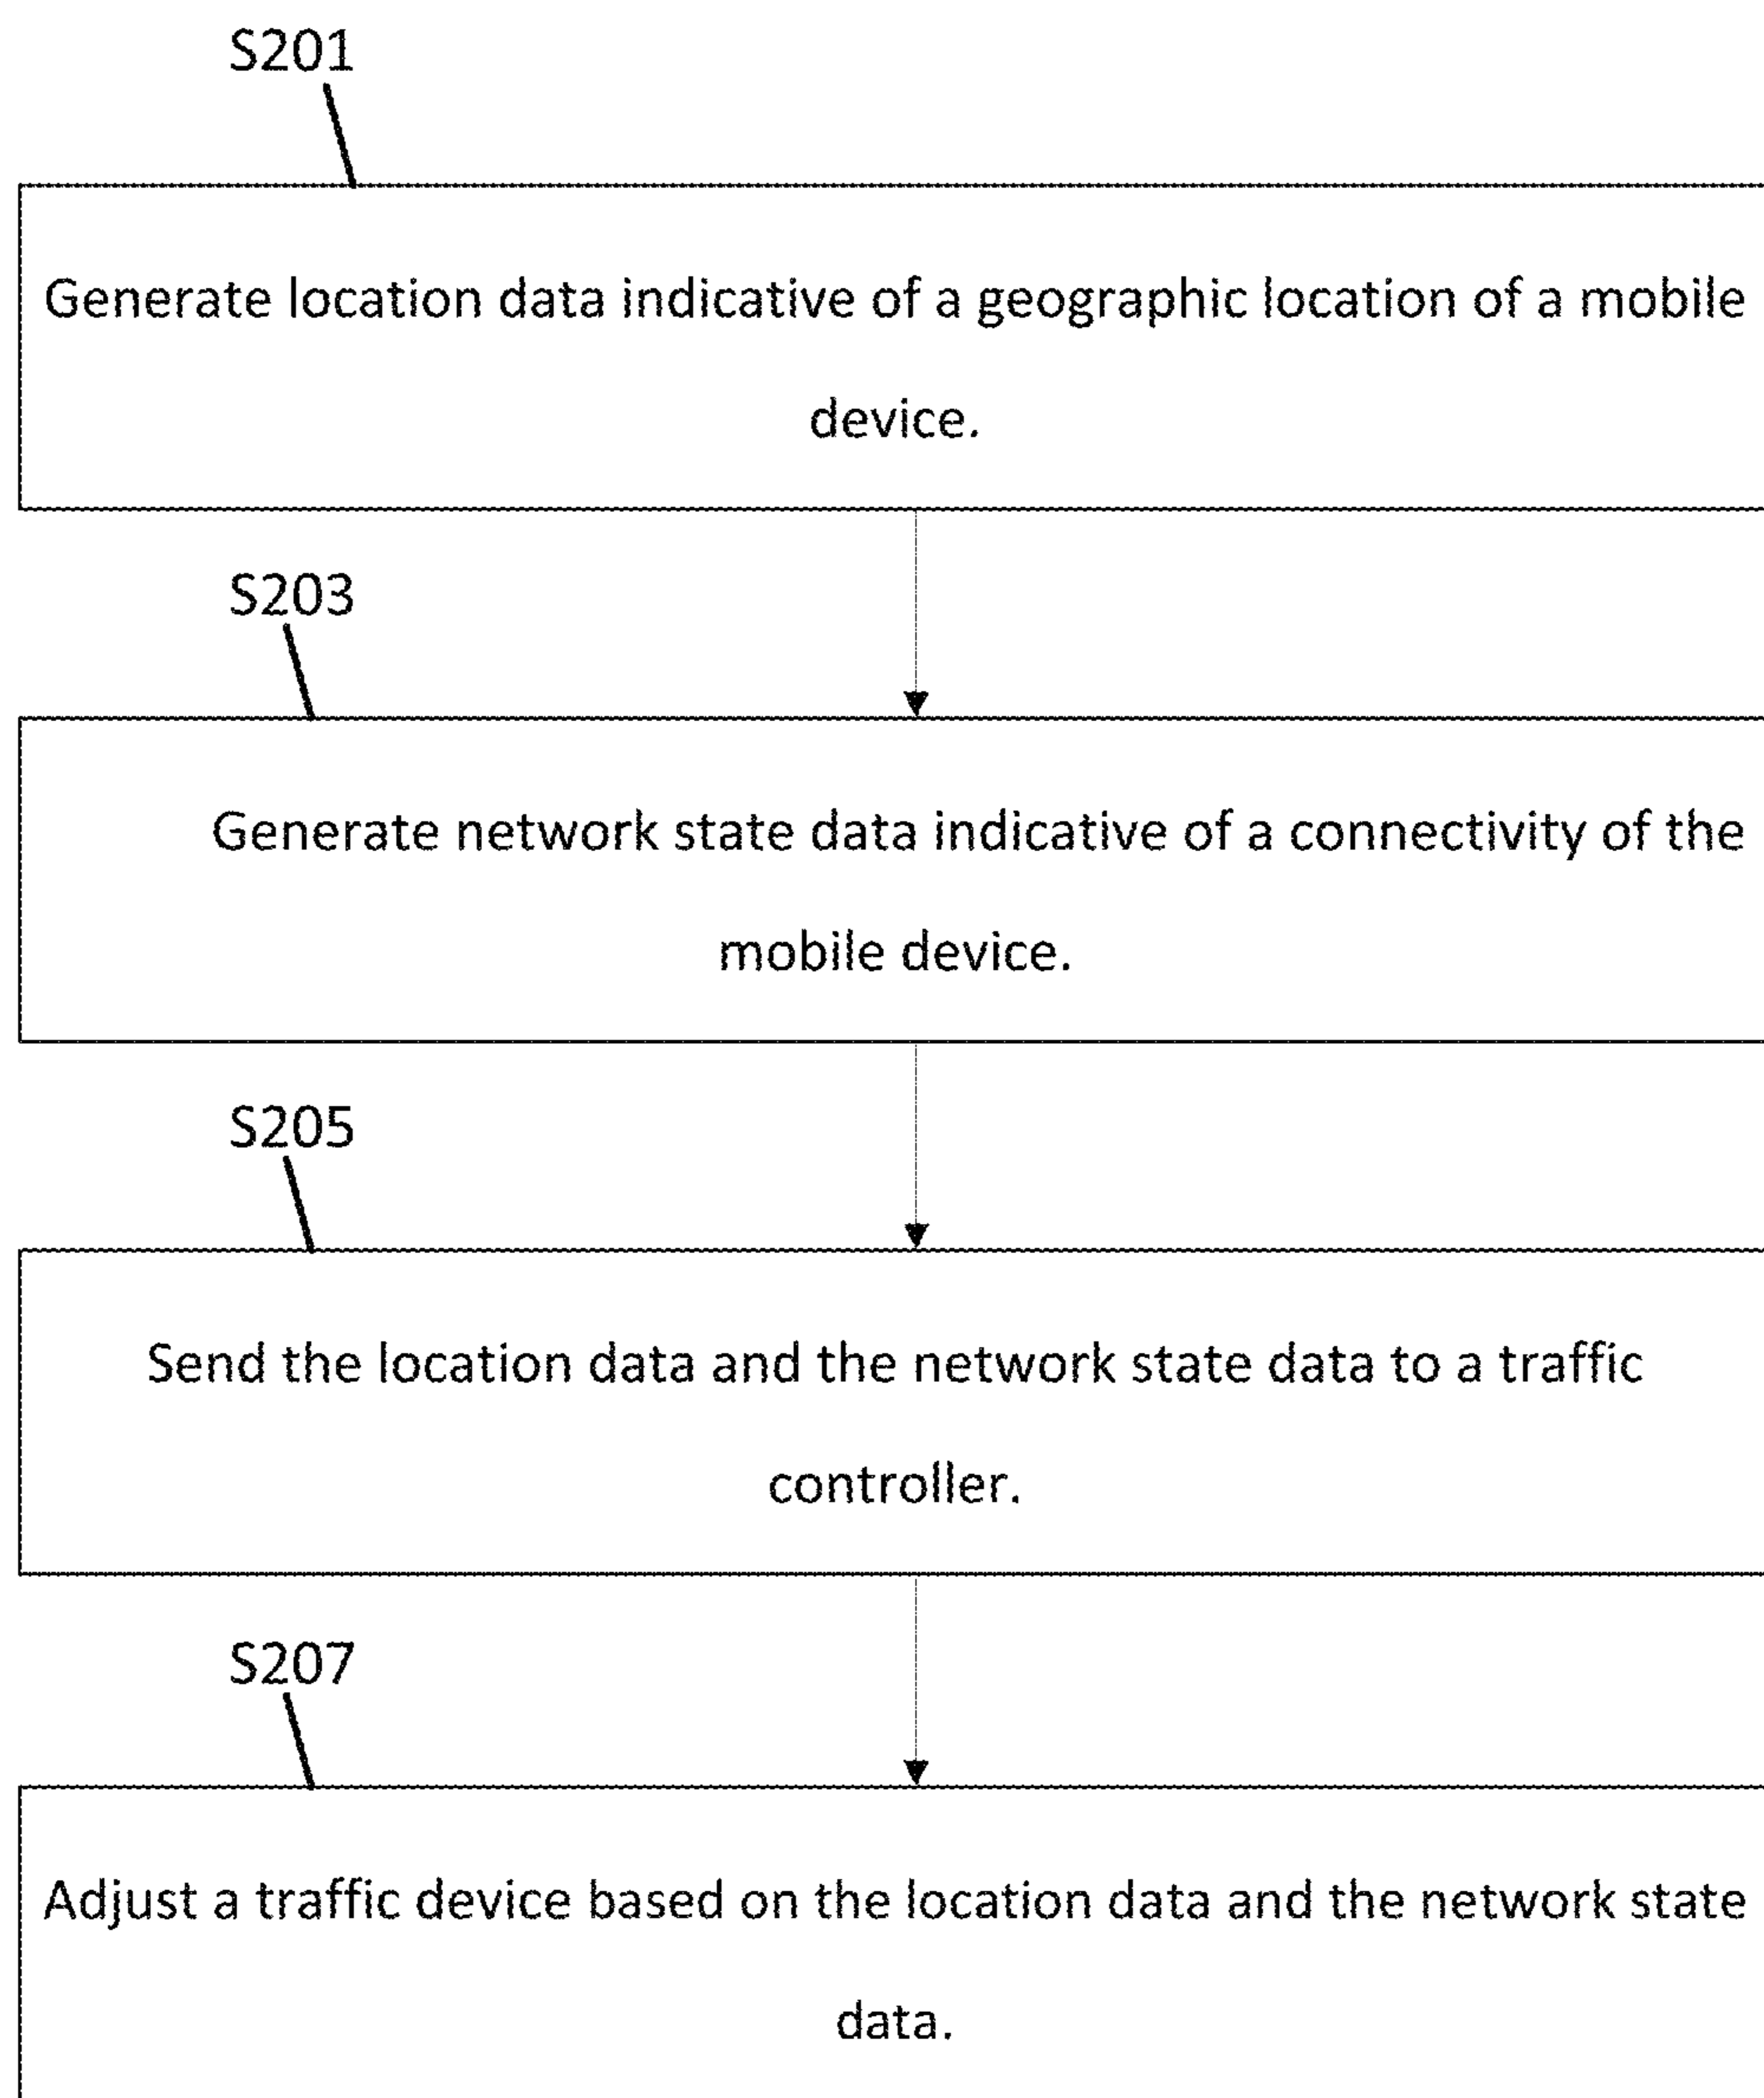 S201
Generate location data indicative of a geographic location of a mobile
device.
S203
Generate network state data indicative of a connectivity of the
mobile device.
S205
Send the location data and the network state data to a traffic
controller.
S207
Adjust a traffic device based on the location data and the network state
data.